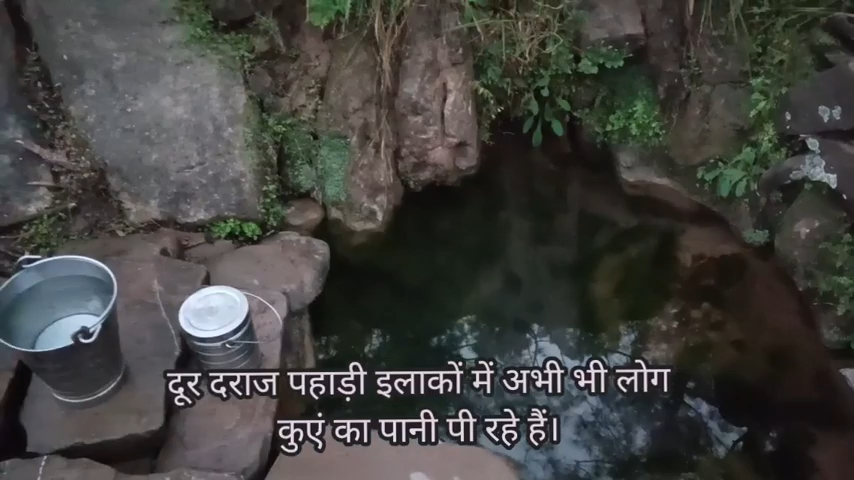 दूर दराज पहाड़ी इलाकों में अभी भी लोग
कुएं का पानी पी रहे हैं।